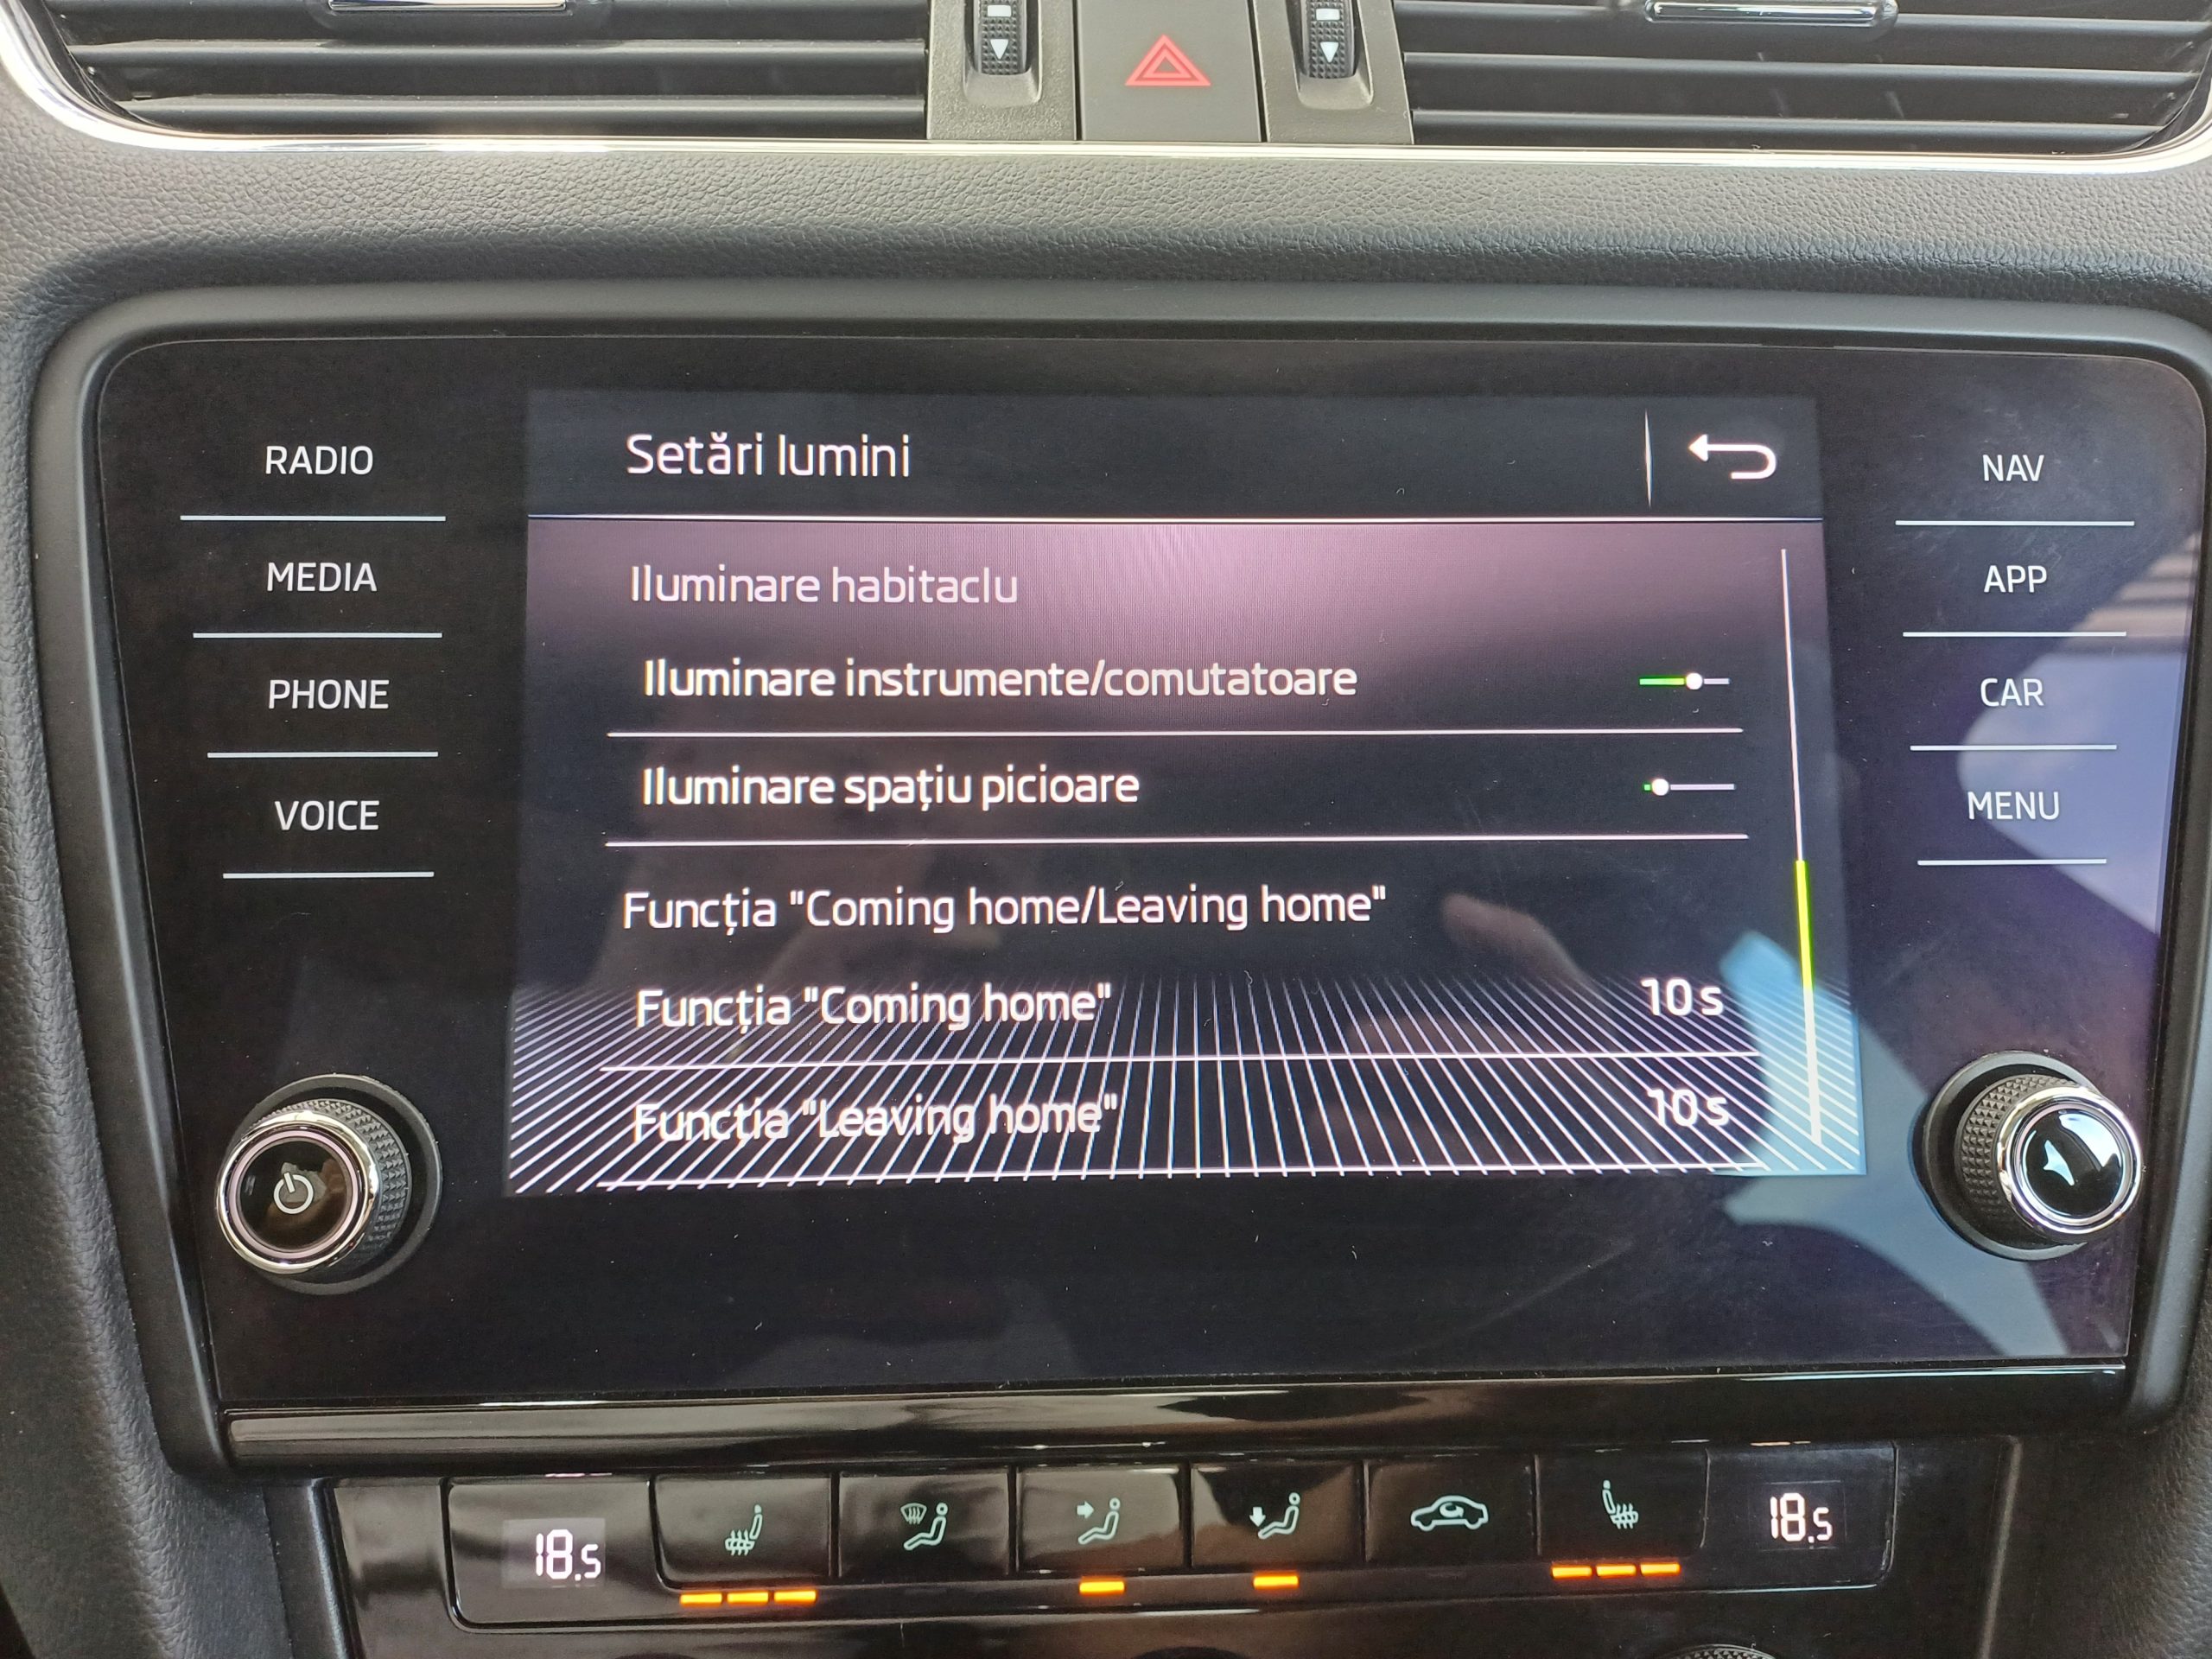 RADIO
MEDIA
PHONE
VOICE
Setări lumini
Iluminare habitaclu
Iluminare instrumente/comutatoare
Iluminare spațiu picioare
Funcția "Coming home/Leaving home"
Funcția "Coming home" 10 s
Funcția "Leaving home" 10 s
NAV
APP
CAR
MENU
18.5
18.5